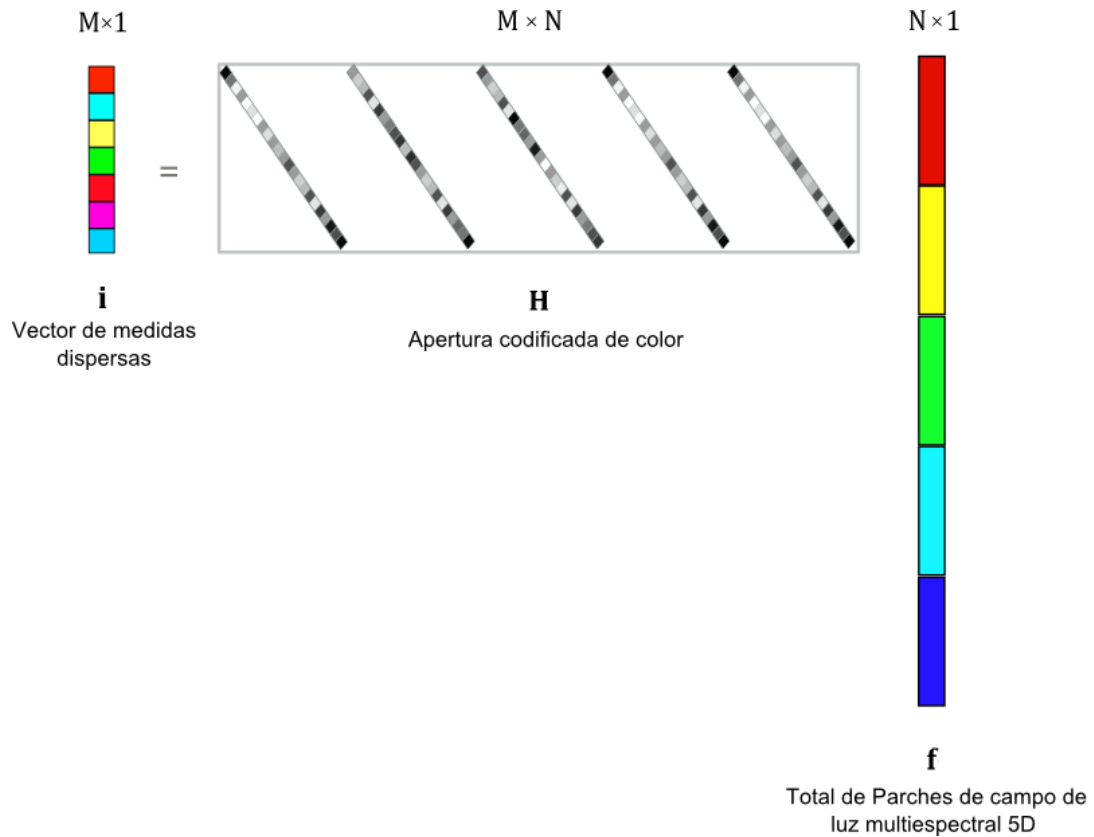 M×1
M × N
N × 1
=
i
Vector de medidas
dispersas
H
Apertura codificada de color
f
Total de Parches de campo de
luz multiespectral 5D